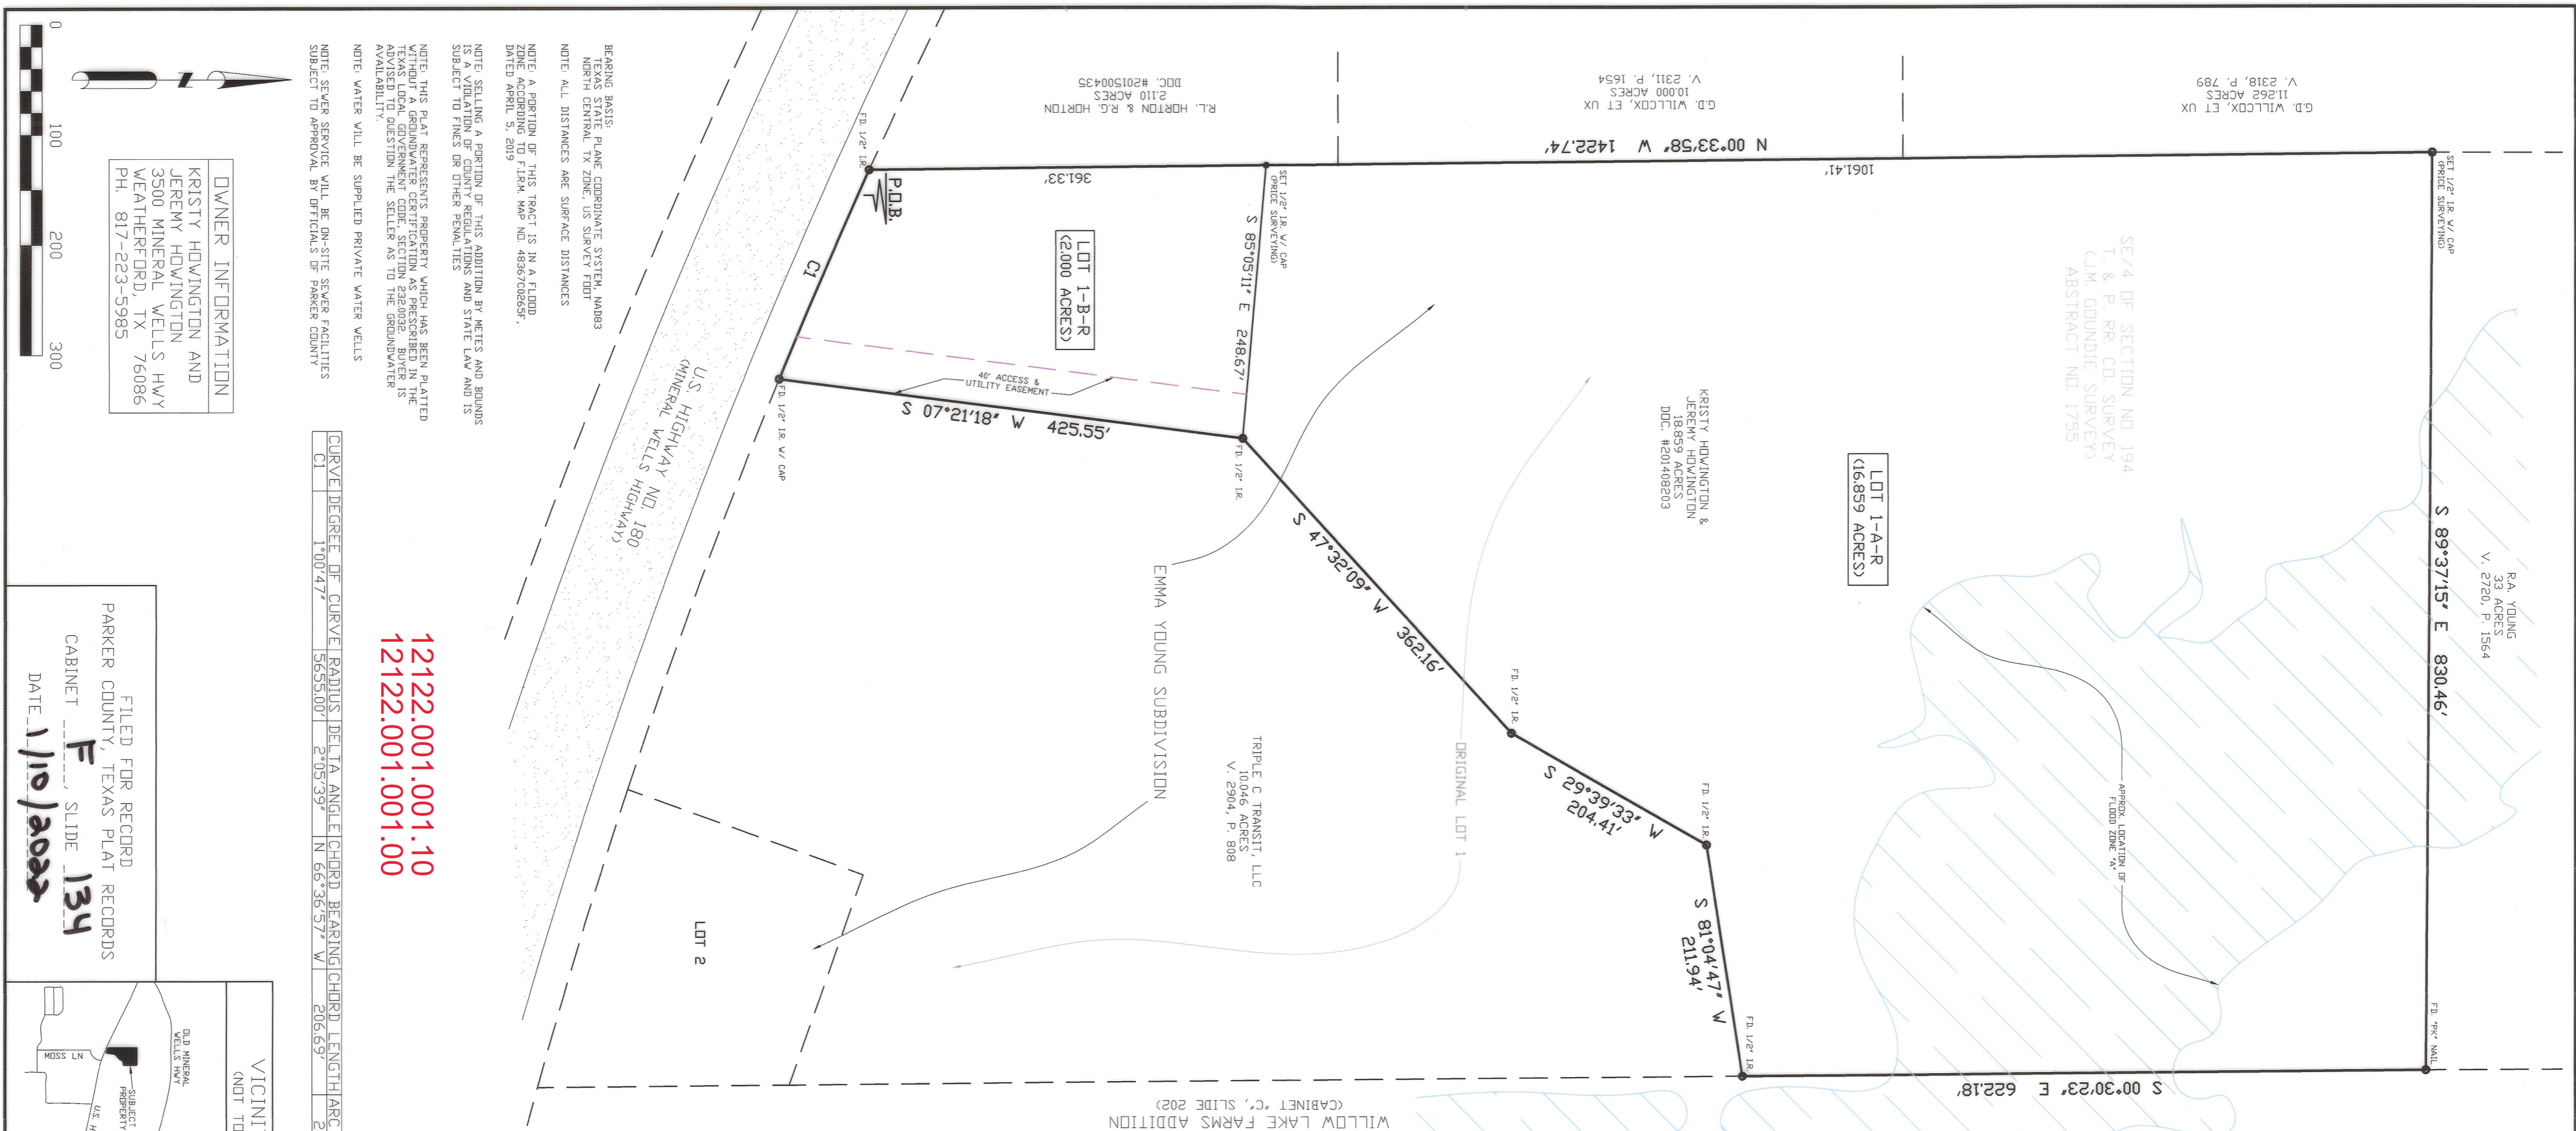 R.A. YOUNG
33 ACRES
V. 2720, P. 1564
S 89°37'15" E 830.46'
SET 1/2" I.R. W/ CAP
(PRICE SURVEYING)
FD. "PK" NAIL
G.D. WILLCOX, ET UX
11.262 ACRES
V. 2318, P. 789
SE/4 OF SECTION NO 194
T. & P. RR. CO. SURVEY
(J.M. GOUNDIE SURVEY)
ABSTRACT NO. 1755
APPROX. LOCATION OF
FLOOD ZONE "A"
S 00°30'23" E 622.18'
LOT 1-A-R
(16.859 ACRES)
1061.41'
N 00°33'58" W 1422.74'
G.D. WILLCOX, ET UX
10.000 ACRES
V. 2311, P. 1654
KRISTY HOWINGTON &
JEREMY HOWINGTON
18.859 ACRES
DOC. #201408203
FD. 1/2" I.R.
S 81°04'47" W
211.94'
FD. 1/2" I.R.
S 29°39'33" W
204.41'
FD. 1/2" I.R.
ORIGINAL LOT 1
S 47°32'09" W 362.16'
WILLOW LAKE FARMS ADDITION
(CABINET "C", SLIDE 202)
TRIPLE C TRANSIT, LLC
10.046 ACRES
V. 2904, P. 808
EMMA YOUNG SUBDIVISION
SET 1/2" I.R. W/ CAP
(PRICE SURVEYING)
S 85°05'11" E 248.67'
FD. 1/2" I.R.
R.L. HORTON & R.G. HORTON
2.110 ACRES
DOC. #201500435
361.33'
LOT 1-B-R
(2.000 ACRES)
40' ACCESS &
UTILITY EASEMENT
S 07°21'18" W 425.55'
P.O.B.
FD. 1/2" I.R.
C1
FD. 1/2" I.R. W/ CAP
U.S. HIGHWAY NO. 180
(MINERAL WELLS HIGHWAY)
LOT 2
BEARING BASIS:
TEXAS STATE PLANE COORDINATE SYSTEM, NAD83
NORTH CENTRAL TX ZONE, US SURVEY FOOT
NOTE: ALL DISTANCES ARE SURFACE DISTANCES
NOTE: A PORTION OF THIS TRACT IS IN A FLOOD
ZONE ACCORDING TO F.I.R.M. MAP NO. 48367C0265F,
DATED APRIL 5, 2019
NOTE: SELLING A PORTION OF THIS ADDITION BY METES AND BOUNDS
IS A VIOLATION OF COUNTY REGULATIONS AND STATE LAW AND IS
SUBJECT TO FINES OR OTHER PENALTIES
NOTE: THIS PLAT REPRESENTS PROPERTY WHICH HAS BEEN PLATTED
WITHOUT A GROUNDWATER CERTIFICATION AS PRESCRIBED IN THE
TEXAS LOCAL GOVERNMENT CODE, SECTION 232.0032. BUYER IS
ADVISED TO QUESTION THE SELLER AS TO THE GROUNDWATER
AVAILABILITY.
NOTE: WATER WILL BE SUPPLIED PRIVATE WATER WELLS
NOTE: SEWER SERVICE WILL BE ON-SITE SEWER FACILITIES
SUBJECT TO APPROVAL BY OFFICIALS OF PARKER COUNTY
12122.001.001.10
12122.001.001.00
CURVE DEGREE OF CURVE RADIUS DELTA ANGLE CHORD BEARING CHORD LENGTH ARC
C1 1°00'47" 5655.00' 2°05'39" N 66°36'57" W 206.69' 2
N
OWNER INFORMATION
KRISTY HOWINGTON AND
JEREMY HOWINGTON
3500 MINERAL WELLS HWY
WEATHERFORD, TX 76086
PH. 817-223-5985
0 100 200 300
FILED FOR RECORD
PARKER COUNTY, TEXAS PLAT RECORDS
CABINET F, SLIDE 134
DATE 1/10/2022
VICINI
(NOT TO
OLD MINERAL
WELLS HWY
SUBJECT
PROPERTY
MOSS LN
U.S. H